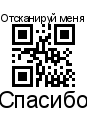 Отсканируй меня
Спасибо